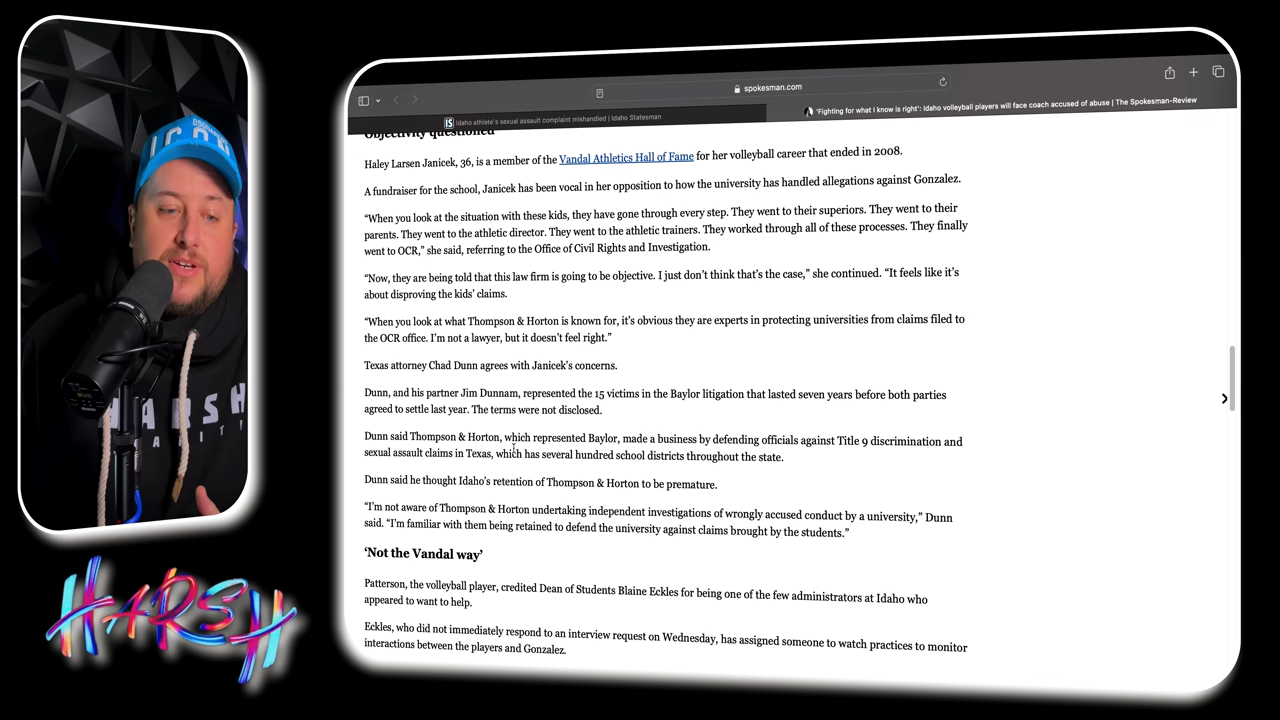 spokesman.com
Idaho athlete's sexual assault complaint mishandled | Idaho Statesman
'Fighting for what I know is right': Idaho volleyball players will face coach accused of abuse | The Spokesman-Review
Objectivity questioned
Haley Larsen Janicek, 36, is a member of the Vandal Athletics Hall of Fame for her volleyball career that ended in 2008.
A fundraiser for the school, Janicek has been vocal in her opposition to how the university has handled allegations against Gonzalez.
“When you look at the situation with these kids, they have gone through every step. They went to their superiors. They went to their
parents. They went to the athletic director. They went to the athletic trainers. They worked through all of these processes. They finally
went to OCR,” she said, referring to the Office of Civil Rights and Investigation.
“Now, they are being told that this law firm is going to be objective. I just don’t think that’s the case,” she continued. “It feels like it’s
about disproving the kids’ claims.
“When you look at what Thompson & Horton is known for, it’s obvious they are experts in protecting universities from claims filed to
the OCR office. I’m not a lawyer, but it doesn’t feel right.”
Texas attorney Chad Dunn agrees with Janicek’s concerns.
Dunn, and his partner Jim Dunnam, represented the 15 victims in the Baylor litigation that lasted seven years before both parties
agreed to settle last year. The terms were not disclosed.
Dunn said Thompson & Horton, which represented Baylor, made a business by defending officials against Title 9 discrimination and
sexual assault claims in Texas, which has several hundred school districts throughout the state.
Dunn said he thought Idaho’s retention of Thompson & Horton to be premature.
“I’m not aware of Thompson & Horton undertaking independent investigations of wrongly accused conduct by a university,” Dunn
said. “I’m familiar with them being retained to defend the university against claims brought by the students.”
‘Not the Vandal way’
Patterson, the volleyball player, credited Dean of Students Blaine Eckles for being one of the few administrators at Idaho who
appeared to want to help.
Eckles, who did not immediately respond to an interview request on Wednesday, has assigned someone to watch practices to monitor
interactions between the players and Gonzalez.
ICON
HARSH
HARSH